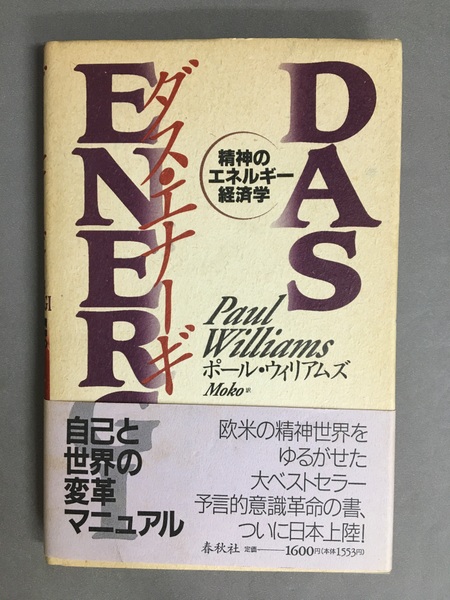 DAS
ENERGI
ダス・エナーギ
精神の
エネルギー
経済学
Paul
Williams
ポール・ウィリアムズ
Moko 訳
自己と
世界の
変革
マニュアル
欧米の精神世界を
ゆるがせた
大ベストセラー
予言的意識革命の書、
ついに日本上陸!
春秋社 定価──1600円(本体1553円)